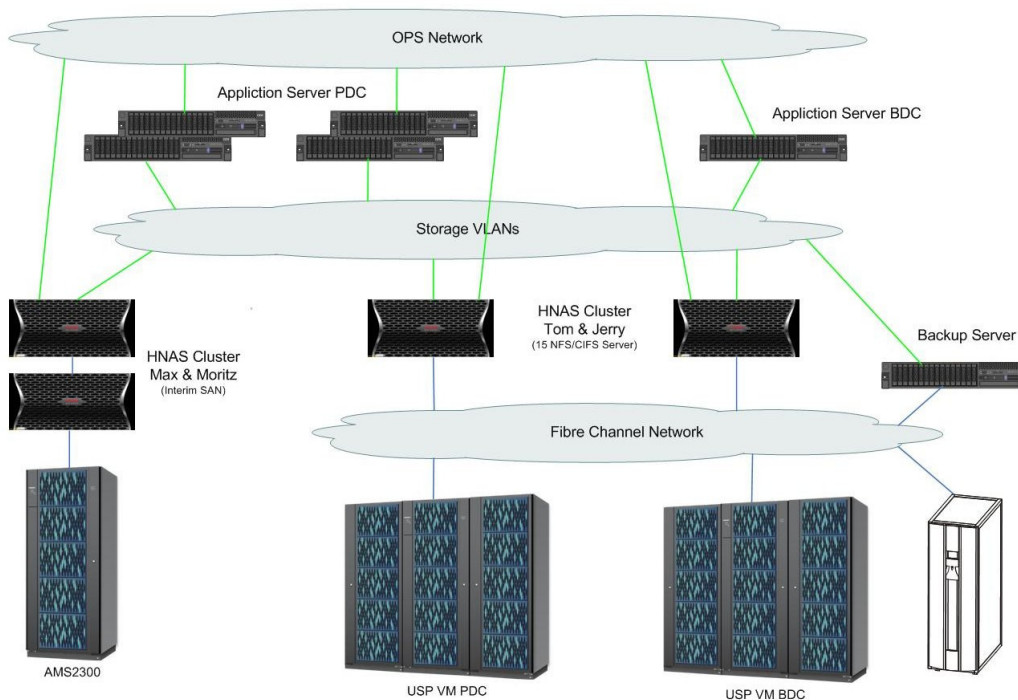 OPS Network
Appliction Server PDC
Appliction Server BDC
Storage VLANs
HNAS Cluster
Max & Moritz
(Interim SAN)
HNAS Cluster
Tom & Jerry
(15 NFS/CIFS Server)
Backup Server
Fibre Channel Network
AMS2300
USP VM PDC
USP VM BDC